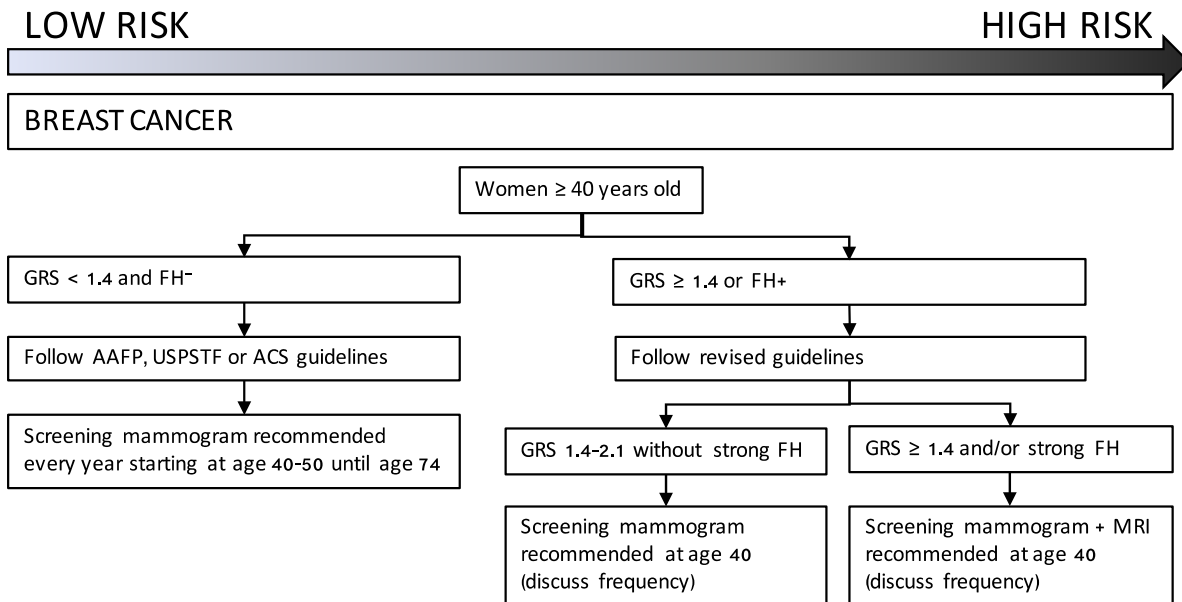 LOW RISK
HIGH RISK
BREAST CANCER
Women ≥ 40 years old
GRS < 1.4 and FH⁻
GRS ≥ 1.4 or FH+
Follow AAFP, USPSTF or ACS guidelines
Follow revised guidelines
Screening mammogram recommended
every year starting at age 40-50 until age 74
GRS 1.4-2.1 without strong FH
GRS ≥ 1.4 and/or strong FH
Screening mammogram
recommended at age 40
(discuss frequency)
Screening mammogram + MRI
recommended at age 40
(discuss frequency)